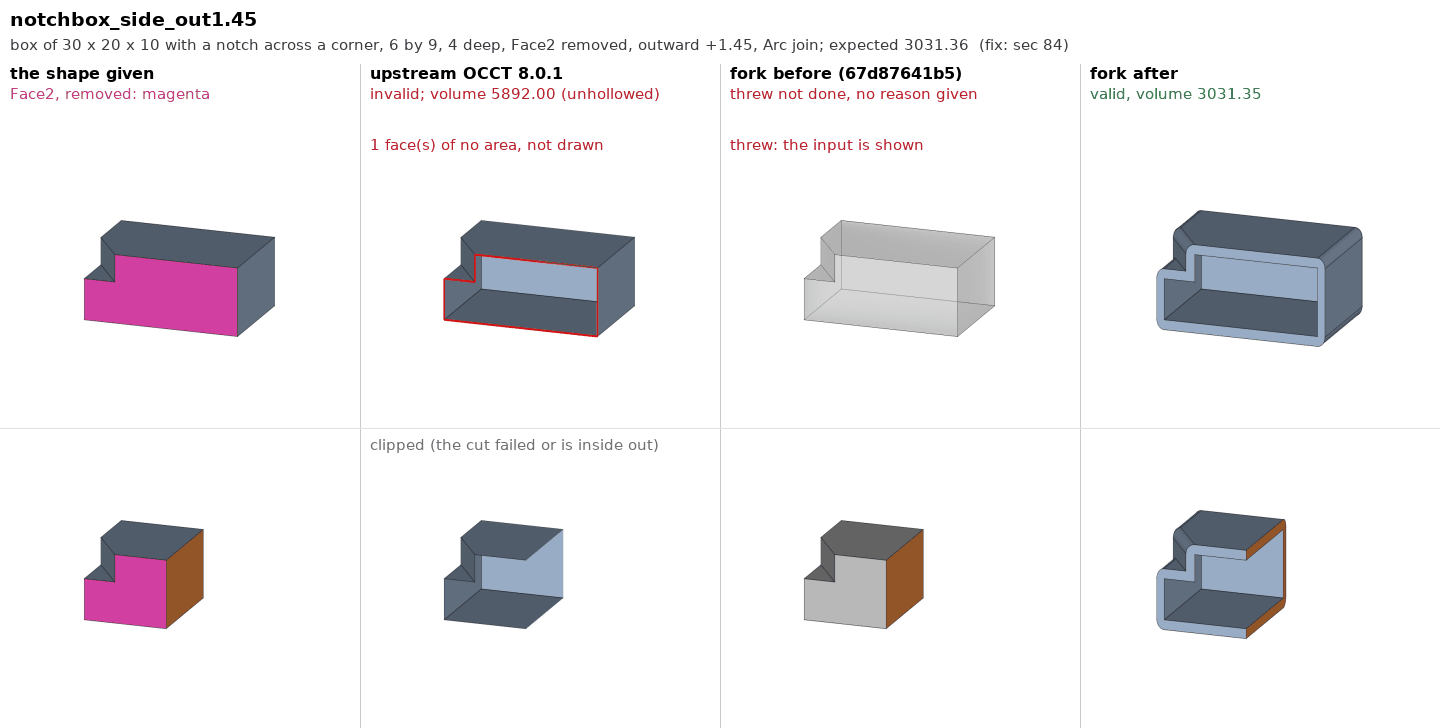 notchbox_side_out1.45
box of 30 x 20 x 10 with a notch across a corner, 6 by 9, 4 deep, Face2 removed, outward +1.45, Arc join; expected 3031.36  (fix: sec 84)
the shape given
Face2, removed: magenta
upstream OCCT 8.0.1
invalid; volume 5892.00 (unhollowed)
1 face(s) of no area, not drawn
fork before (67d87641b5)
threw not done, no reason given
threw: the input is shown
fork after
valid, volume 3031.35
clipped (the cut failed or is inside out)